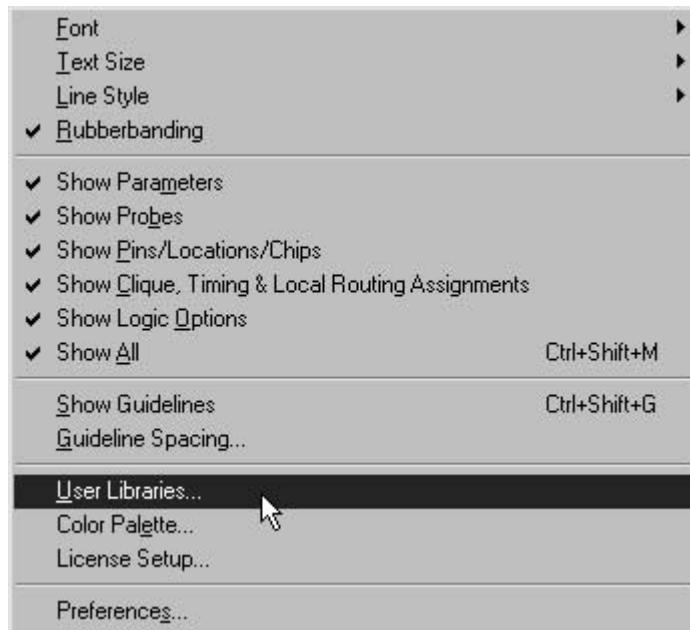 Font
Text Size
Line Style
Rubberbanding
Show Parameters
Show Probes
Show Pins/Locations/Chips
Show Clique, Timing & Local Routing Assignments
Show Logic Options
Show All Ctrl+Shift+M
Show Guidelines Ctrl+Shift+G
Guideline Spacing...
User Libraries...
Color Palette...
License Setup...
Preferences...